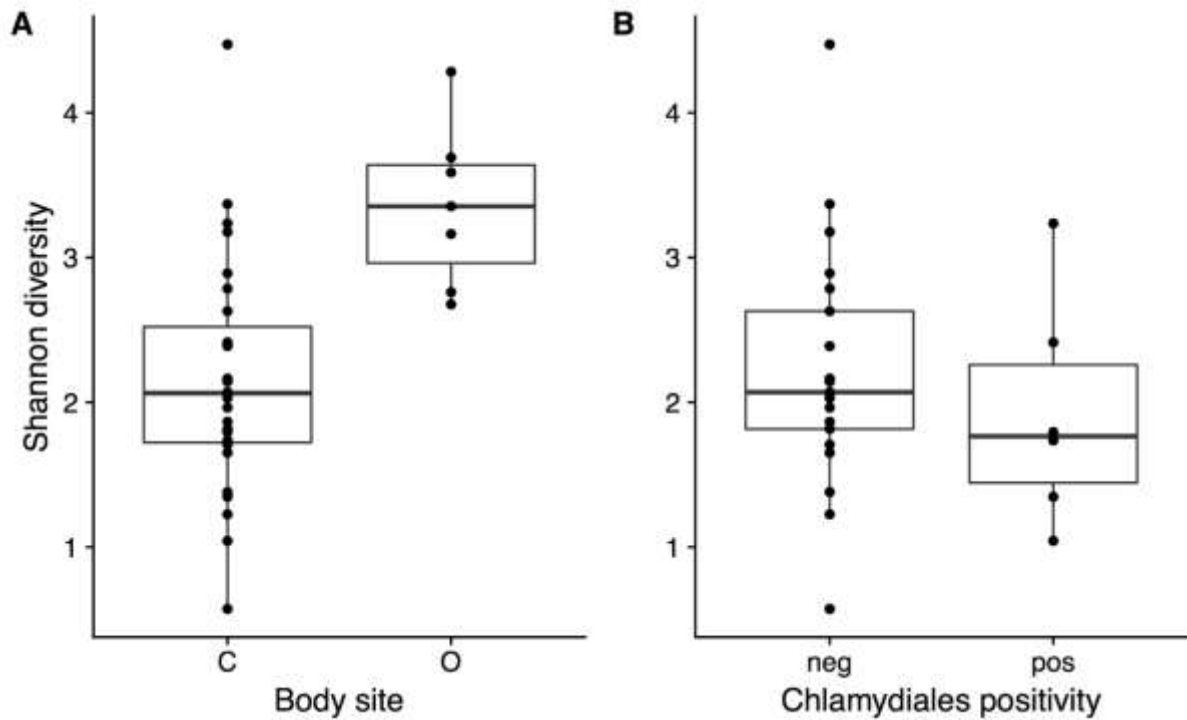 A
Shannon diversity
4
3
2
1
C O
Body site
B
4
3
2
1
neg pos
Chlamydiales positivity